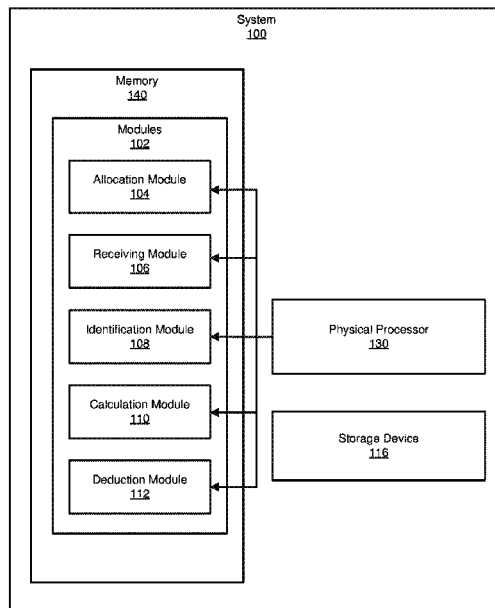 System
100
Memory
140
Modules
102
Allocation Module
104
Receiving Module
106
Identification Module
108
Calculation Module
110
Deduction Module
112
Physical Processor
130
Storage Device
116